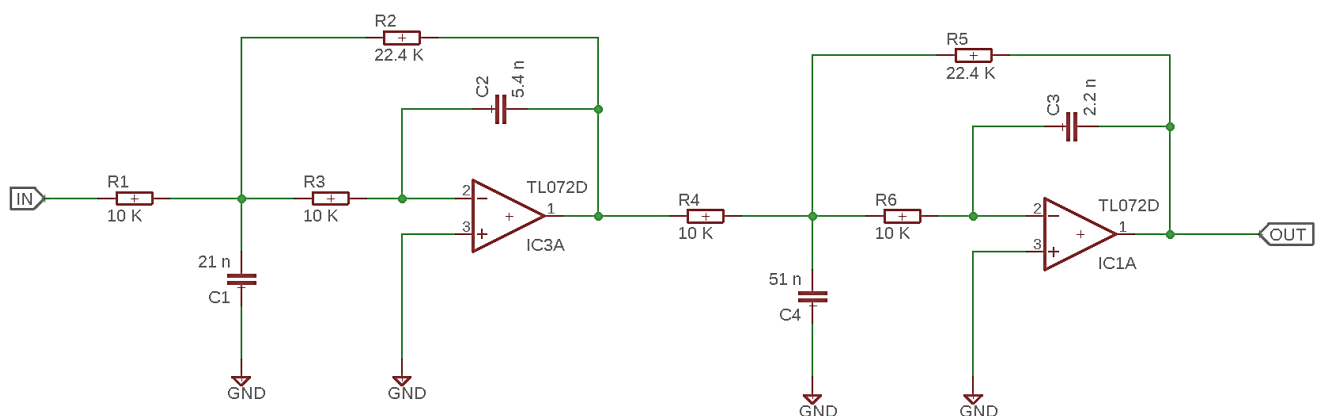 R2
22.4 K
C2
5.4 n
R5
22.4 K
C3
2.2 n
IN
R1
10 K
R3
10 K
2
3
1
TL072D
IC3A
R4
10 K
R6
10 K
2
3
1
TL072D
IC1A
OUT
21 n
C1
51 n
C4
GND
GND
GND
GND